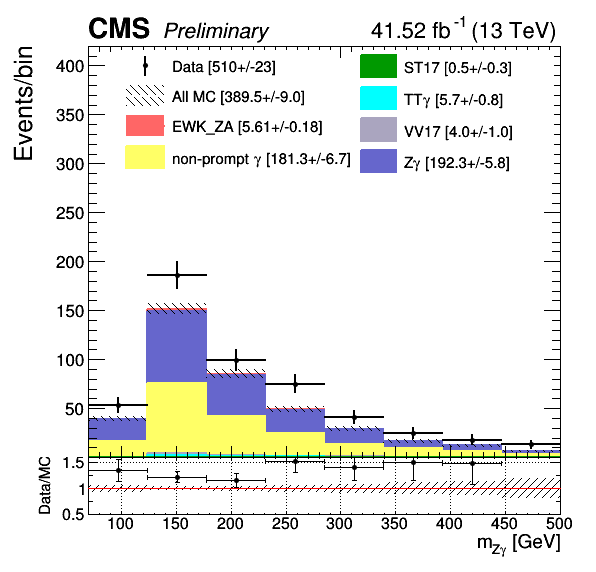 CMS Preliminary 41.52 fb⁻¹ (13 TeV)
Events/bin
400
350
300
250
200
150
100
50
Data [510+/-23]
All MC [389.5+/-9.0]
EWK_ZA [5.61+/-0.18]
non-prompt γ [181.3+/-6.7]
ST17 [0.5+/-0.3]
TTγ [5.7+/-0.8]
VV17 [4.0+/-1.0]
Zγ [192.3+/-5.8]
Data/MC
1.5
1
0.5
100 150 200 250 300 350 400 450 500
m_Zγ [GeV]